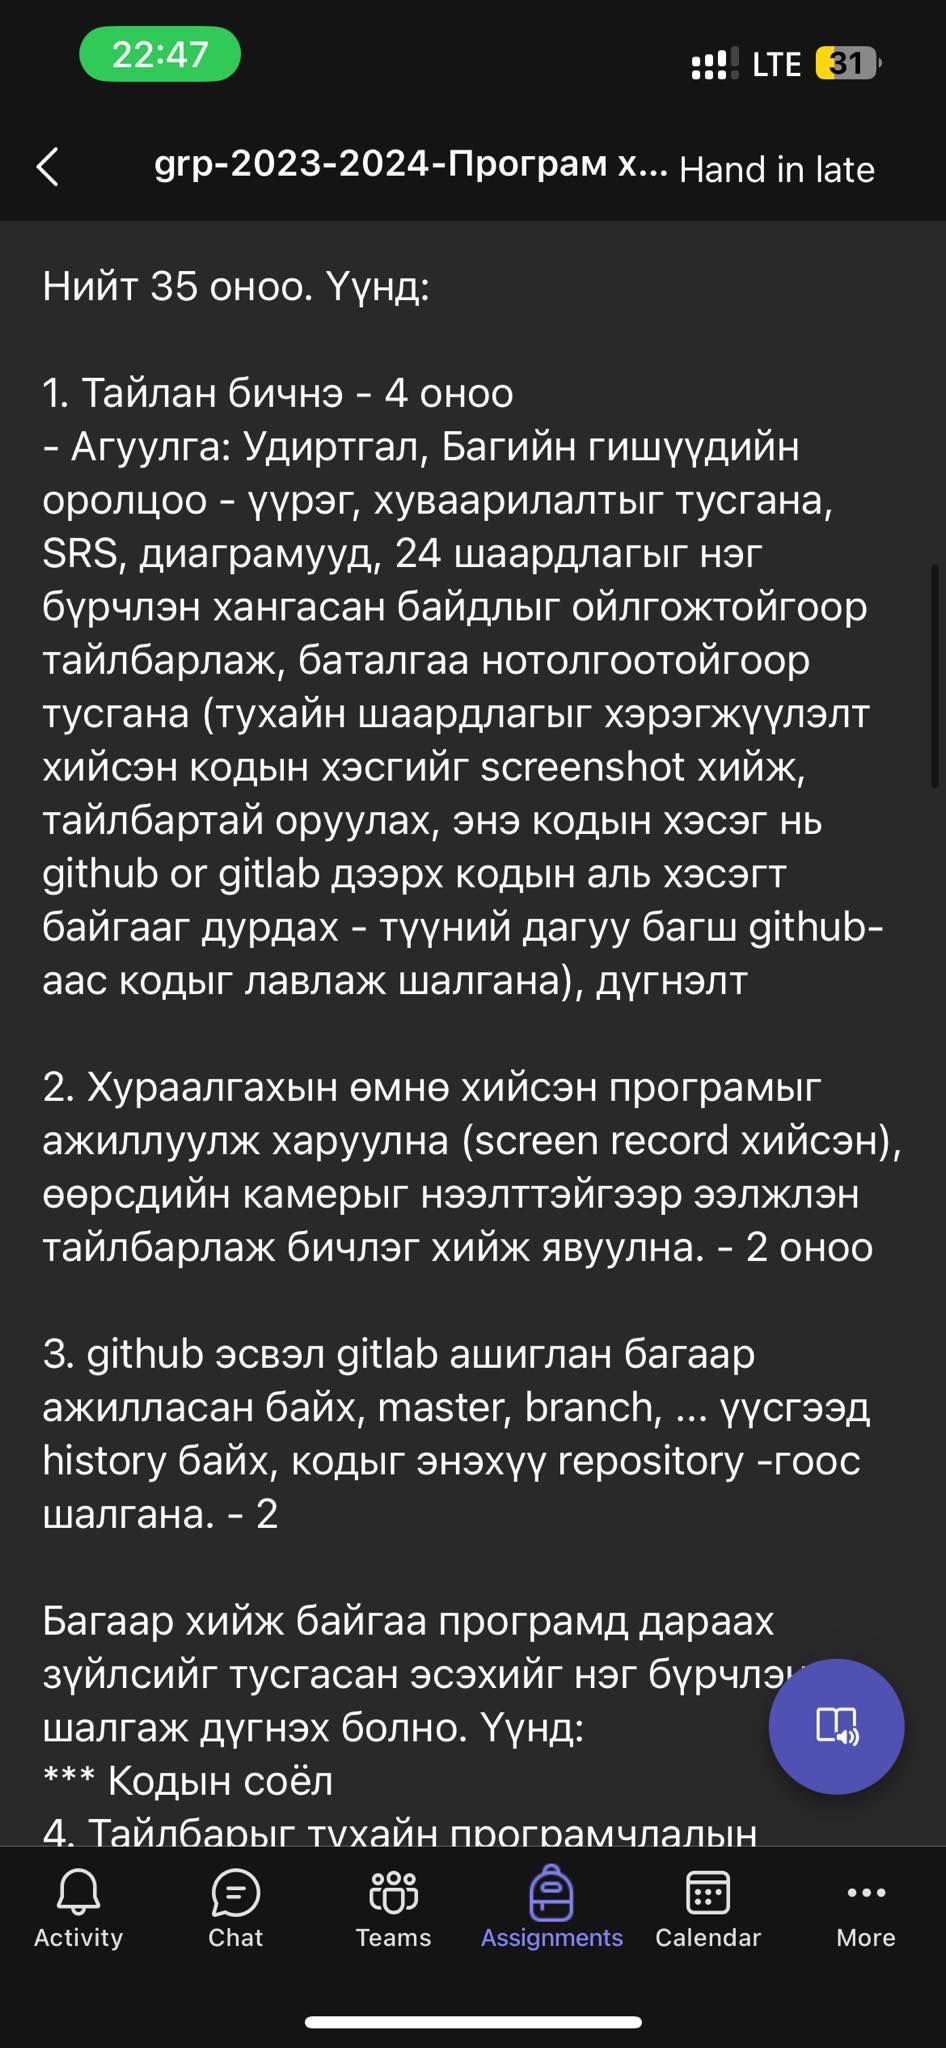 22:47
LTE 31
grp-2023-2024-Програм х... Hand in late
Нийт 35 оноо. Үүнд:
1. Тайлан бичнэ - 4 оноо
- Агуулга: Удиртгал, Багийн гишүүдийн
оролцоо - үүрэг, хуваарилалтыг тусгана,
SRS, диаграмууд, 24 шаардлагыг нэг
бүрчлэн хангасан байдлыг ойлгожтойгоор
тайлбарлаж, баталгаа нотолгоотойгоор
тусгана (тухайн шаардлагыг хэрэгжүүлэлт
хийсэн кодын хэсгийг screenshot хийж,
тайлбартай оруулах, энэ кодын хэсэг нь
github or gitlab дээрх кодын аль хэсэгт
байгааг дурдах - түүний дагуу багш github-
аас кодыг лавлаж шалгана), дүгнэлт
2. Хураалгахын өмнө хийсэн програмыг
ажиллуулж харуулна (screen record хийсэн),
өөрсдийн камерыг нээлттэйгээр ээлжлэн
тайлбарлаж бичлэг хийж явуулна. - 2 оноо
3. github эсвэл gitlab ашиглан багаар
ажилласан байх, master, branch, ... үүсгээд
history байх, кодыг энэхүү repository -гоос
шалгана. - 2
Багаар хийж байгаа програмд дараах
зүйлсийг тусгасан эсэхийг нэг бүрчлэн
шалгаж дүгнэх болно. Үүнд:
*** Кодын соёл
4. Тайлбарыг тухайн програмчлалын
Activity
Chat
Teams
Assignments
Calendar
More